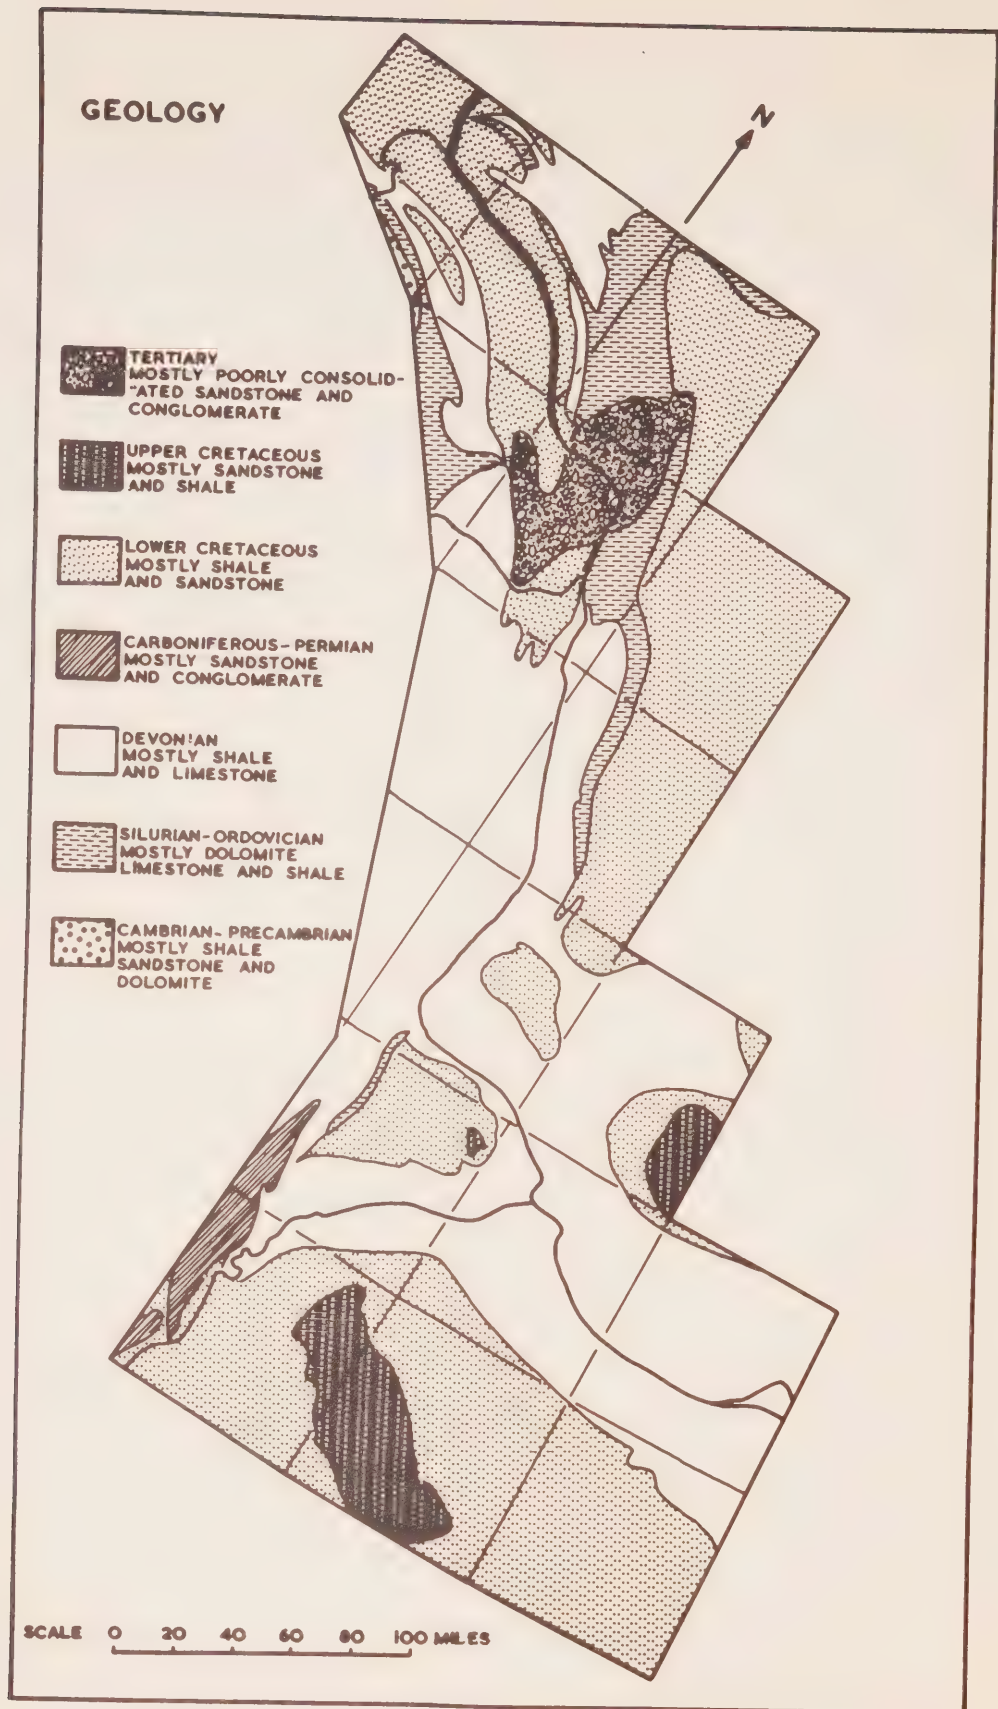 GEOLOGY
N
TERTIARY
MOSTLY POORLY CONSOLID-
-ATED SANDSTONE AND
CONGLOMERATE
UPPER CRETACEOUS
MOSTLY SANDSTONE
AND SHALE
LOWER CRETACEOUS
MOSTLY SHALE
AND SANDSTONE
CARBONIFEROUS-PERMIAN
MOSTLY SANDSTONE
AND CONGLOMERATE
DEVONIAN
MOSTLY SHALE
AND LIMESTONE
SILURIAN-ORDOVICIAN
MOSTLY DOLOMITE
LIMESTONE AND SHALE
CAMBRIAN-PRECAMBRIAN
MOSTLY SHALE
SANDSTONE AND
DOLOMITE
SCALE 0 20 40 60 80 100 MILES